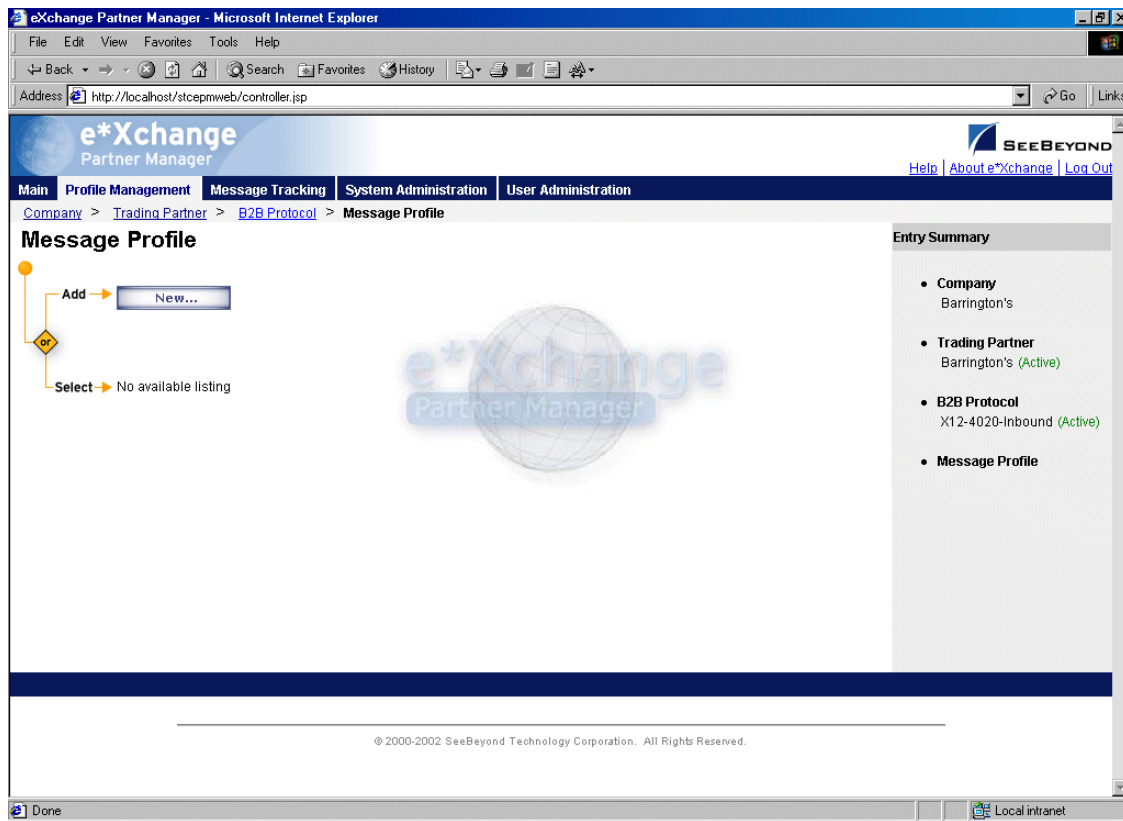 eXchange Partner Manager - Microsoft Internet Explorer
File Edit View Favorites Tools Help
Back Search Favorites History
Address http://localhost/stcepmweb/controller.jsp Go Links
e*Xchange
Partner Manager
SEEBEYOND
Help | About e*Xchange | Log Out
Main Profile Management Message Tracking System Administration User Administration
Company > Trading Partner > B2B Protocol > Message Profile
Message Profile
Add New...
or
Select No available listing
e*Xchange
Partner Manager
Entry Summary
• Company
Barrington's
• Trading Partner
Barrington's (Active)
• B2B Protocol
X12-4020-Inbound (Active)
• Message Profile
© 2000-2002 SeeBeyond Technology Corporation. All Rights Reserved.
Done Local intranet